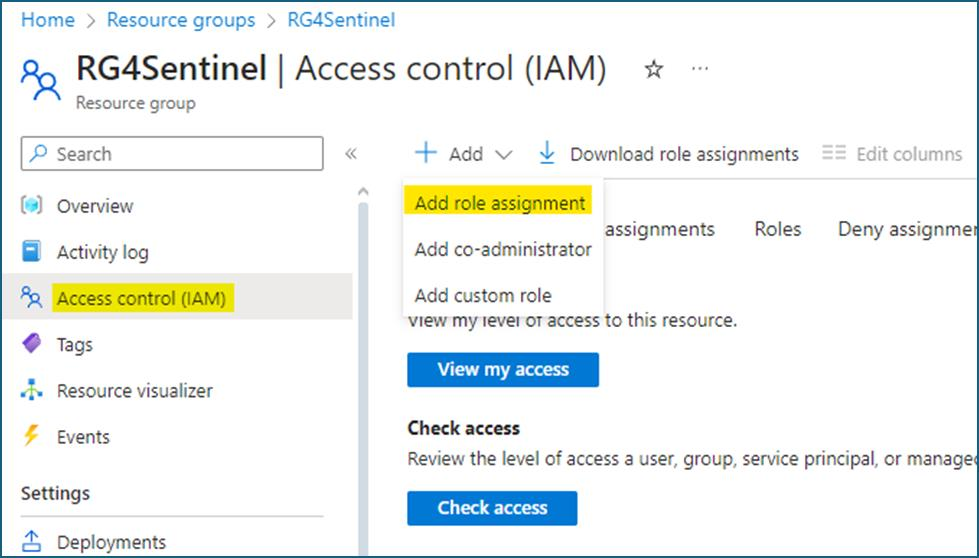 Home > Resource groups > RG4Sentinel
RG4Sentinel | Access control (IAM)
Resource group
Search
Overview
Activity log
Access control (IAM)
Tags
Resource visualizer
Events
Settings
Deployments
Add
Download role assignments
Edit columns
Add role assignment
Add co-administrator
Add custom role
assignments Roles Deny assignmen
View my level of access to this resource.
View my access
Check access
Review the level of access a user, group, service principal, or managed
Check access